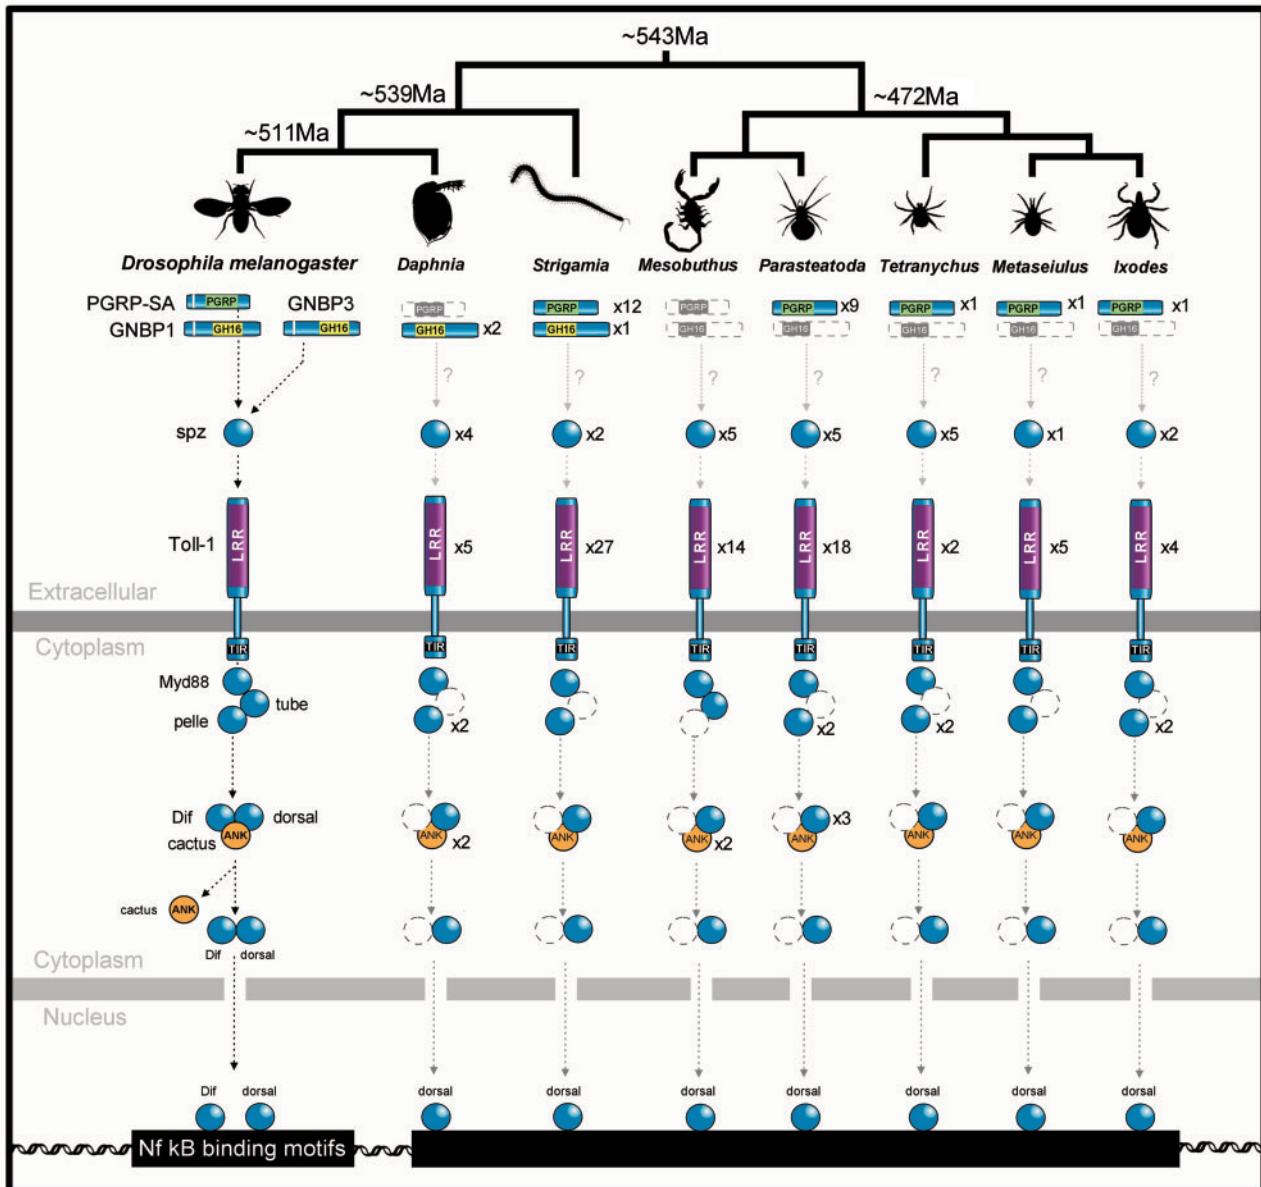 ~543Ma
~539Ma
~472Ma
~511Ma
Drosophila melanogaster Daphnia Strigamia Mesobuthus Parasteatoda Tetranychus Metaseiulus Ixodes
PGRP-SA PGRP GNBP3 PGRP PGRP x12 PGRP PGRP x9 PGRP x1 PGRP x1 PGRP x1
GNBP1 GH16 GH16 GH16 x2 GH16 x1 GH16 GH16 GH16 GH16 GH16
? ? ? ? ? ? ?
spz x4 x2 x5 x5 x5 x1 x2
Toll-1 LRR LRR x5 LRR x27 LRR x14 LRR x18 LRR x2 LRR x5 LRR x4
Extracellular
Cytoplasm
TIR TIR TIR TIR TIR TIR TIR TIR
Myd88
tube
pelle x2 x2 x2 x2
Dif dorsal x3
cactus ANK ANK x2 ANK ANK x2 ANK ANK ANK ANK
cactus ANK
Dif dorsal
Cytoplasm
Nucleus
Dif dorsal dorsal dorsal dorsal dorsal dorsal dorsal dorsal
Nf kB binding motifs